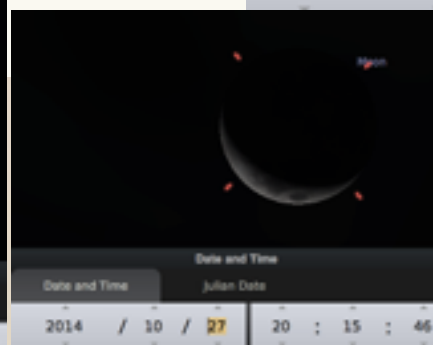 Moon
Date and Time
Date and Time Julian Date
2014 / 10 / 27 20 : 15 : 46